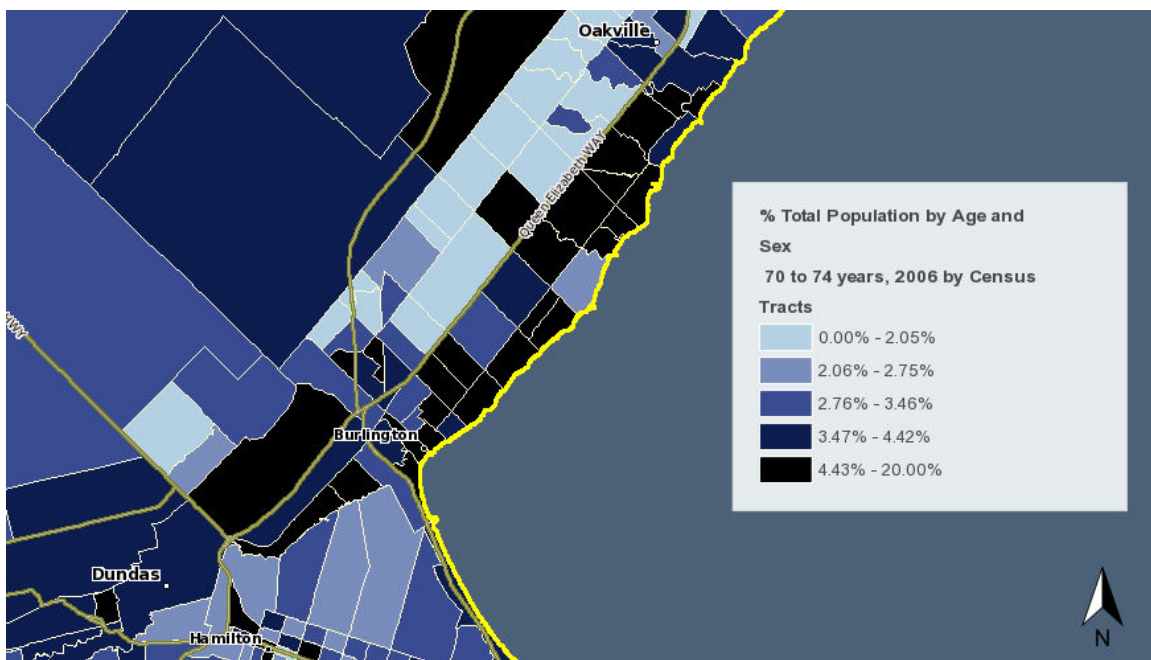 Oakville
Queen Elizabeth WAY
HWY
Burlington
Dundas
Hamilton
% Total Population by Age and
Sex
70 to 74 years, 2006 by Census
Tracts
0.00% - 2.05%
2.06% - 2.75%
2.76% - 3.46%
3.47% - 4.42%
4.43% - 20.00%
N